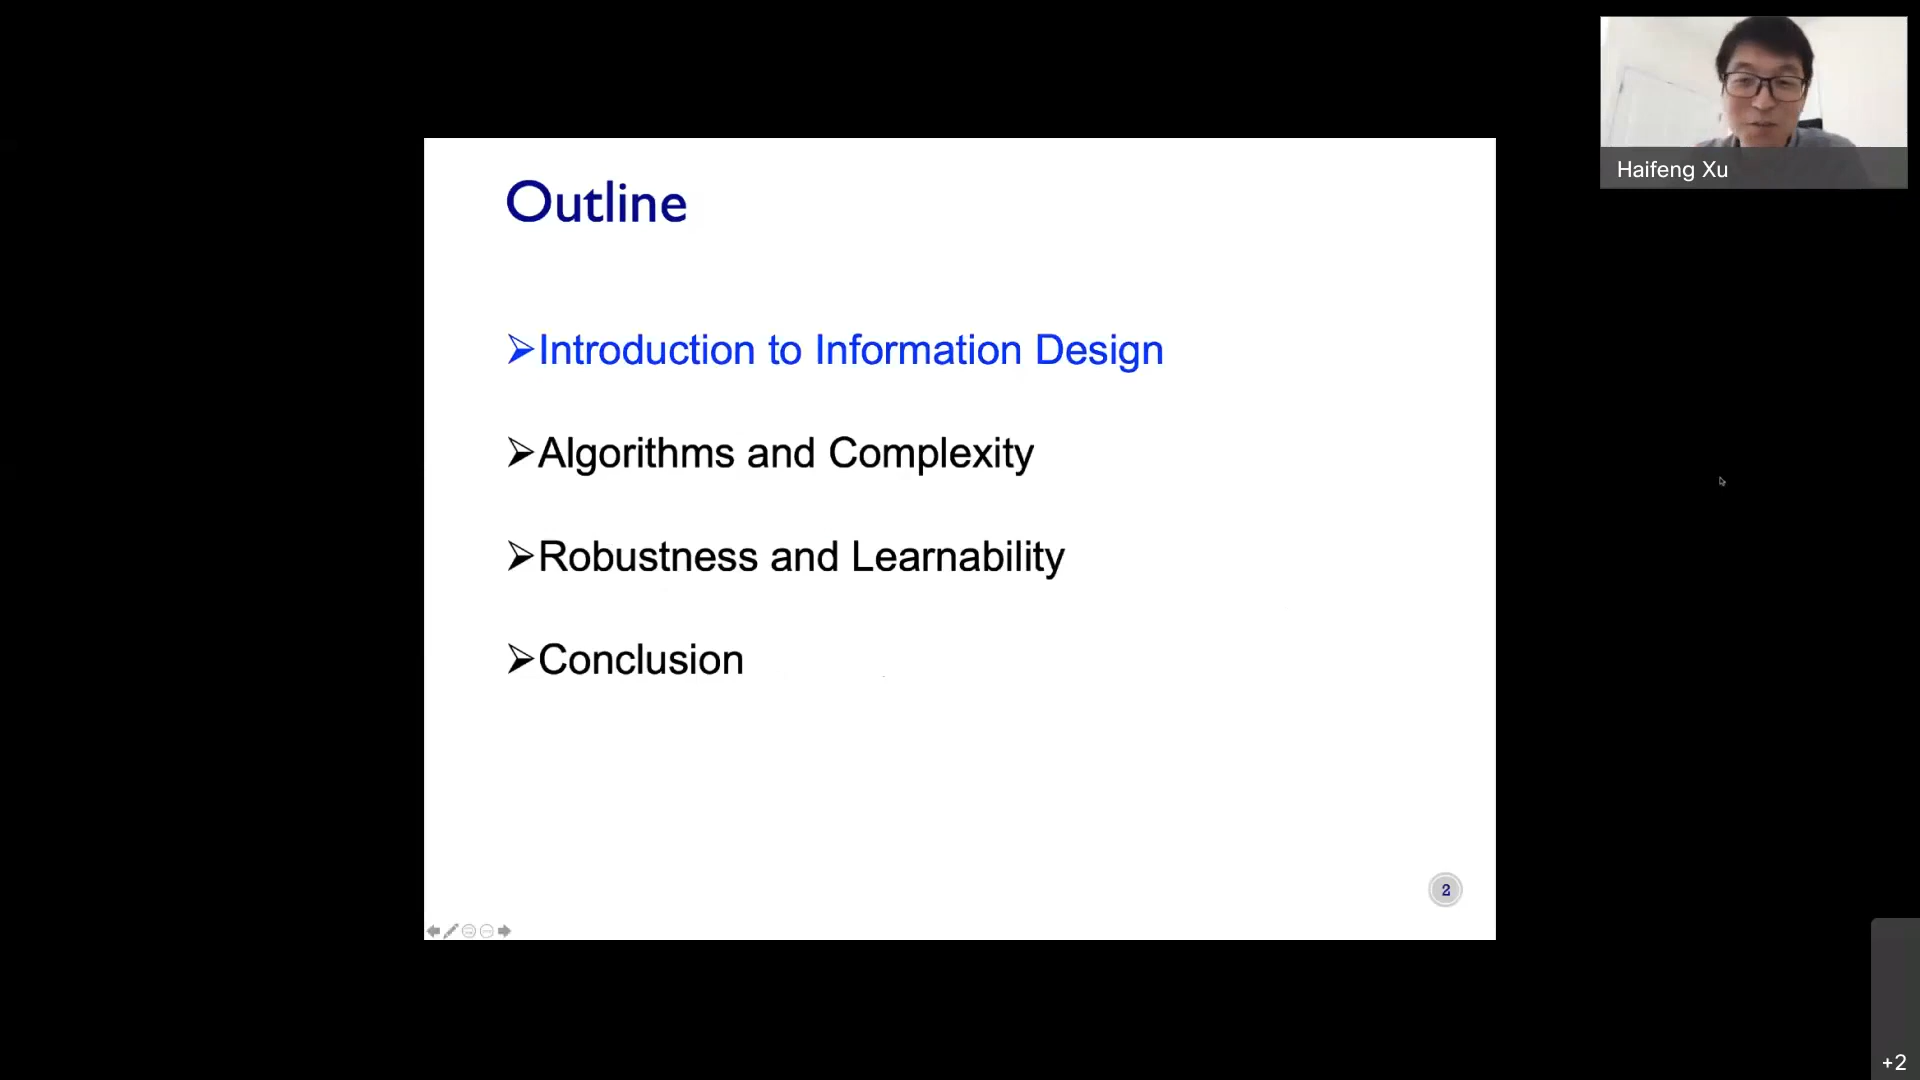 Haifeng Xu
Outline
➢Introduction to Information Design
➢Algorithms and Complexity
➢Robustness and Learnability
➢Conclusion
2
+2